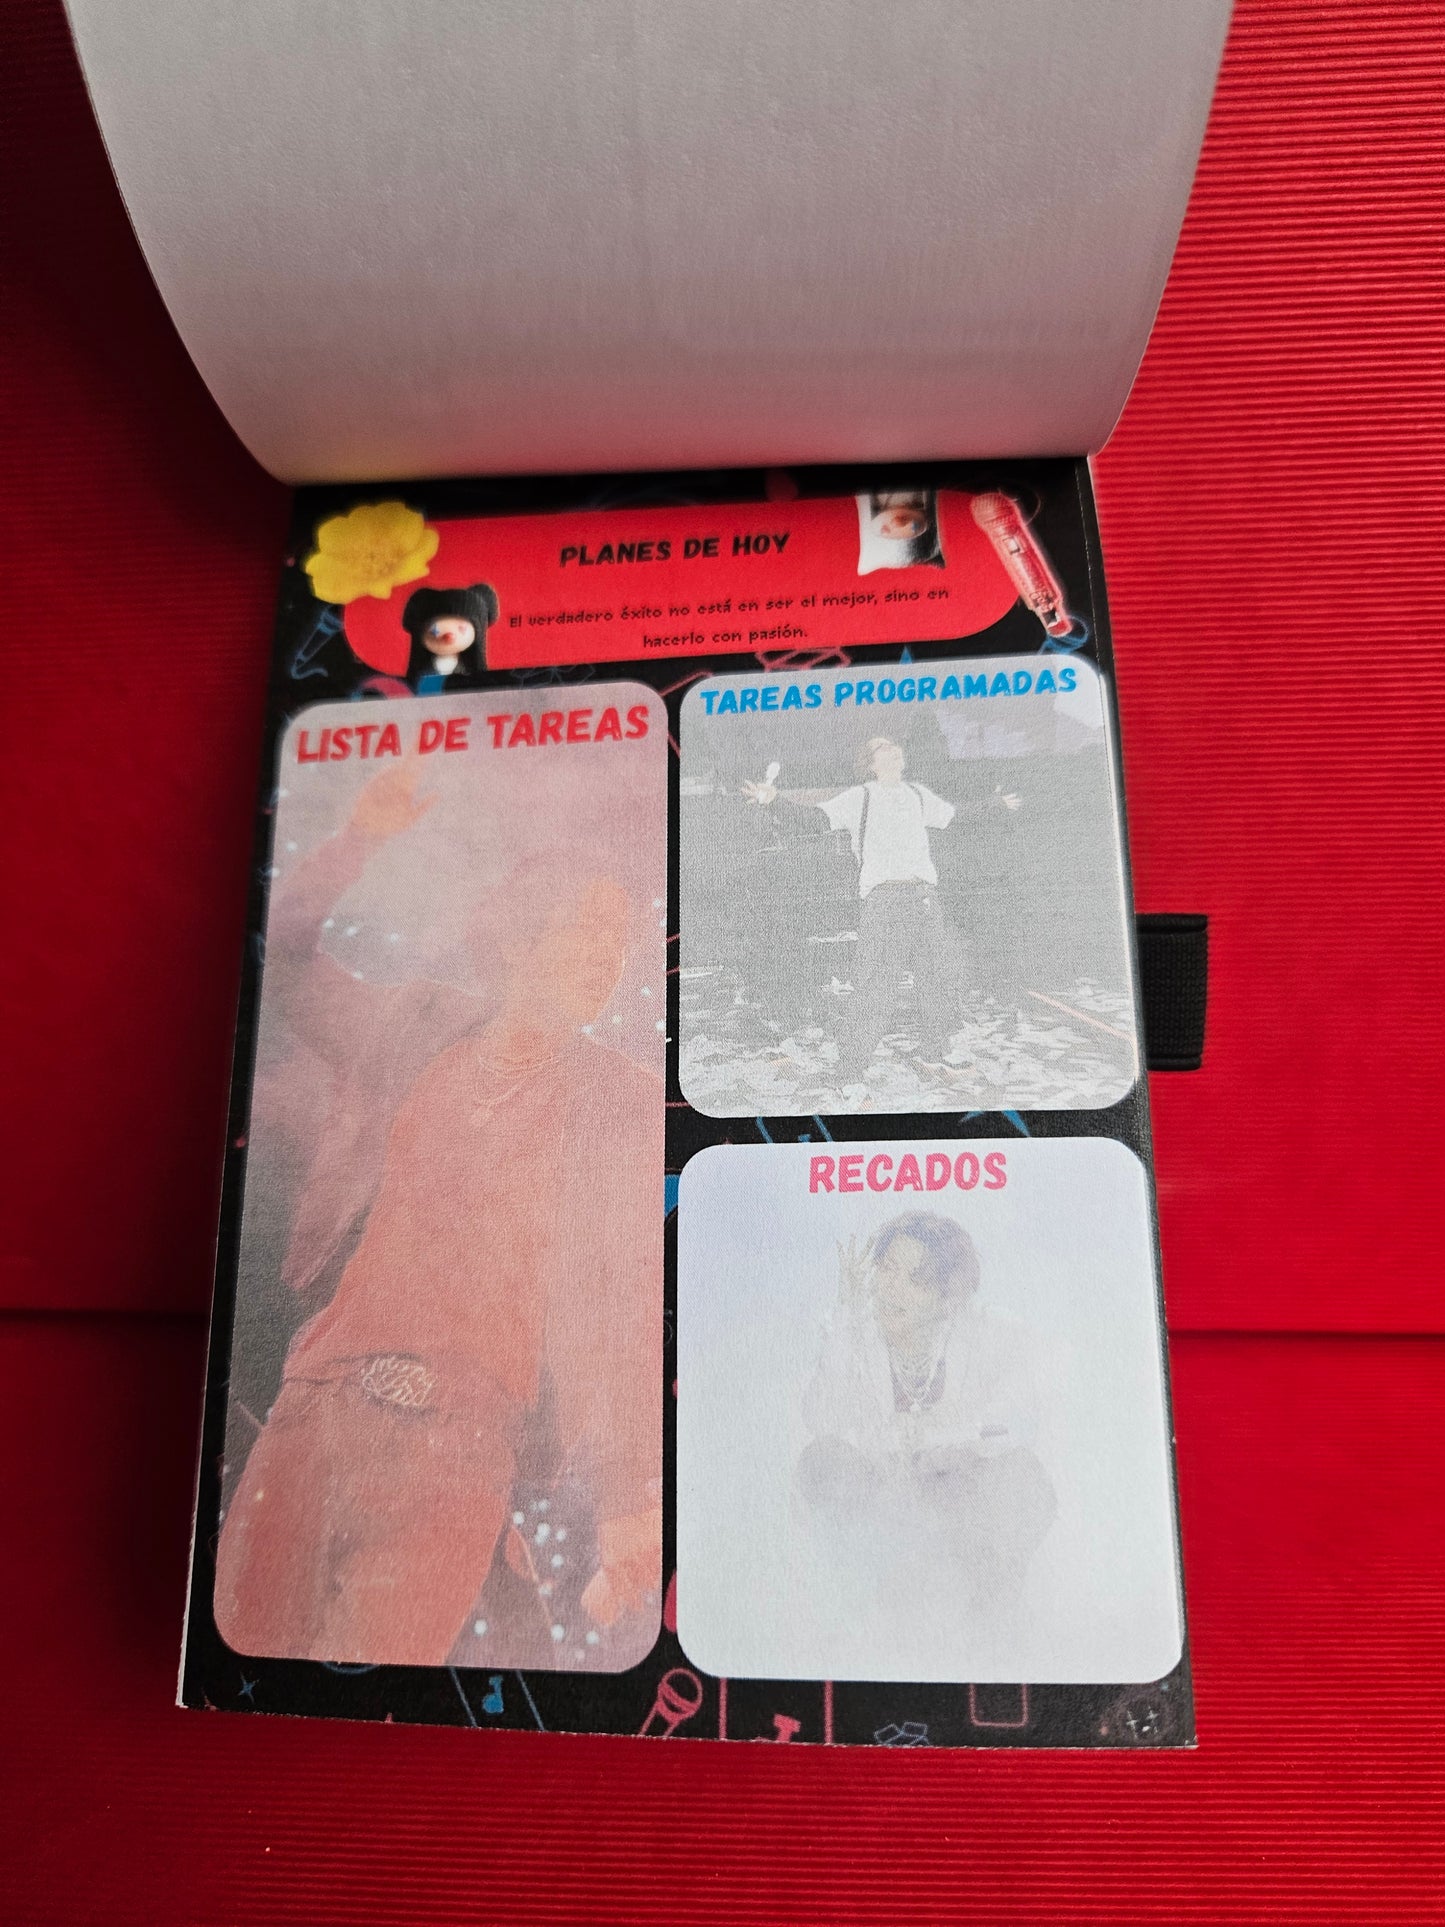 PLANES DE HOY
El verdadero éxito no está en ser el mejor, sino en
hacerlo con pasión.
LISTA DE TAREAS
TAREAS PROGRAMADAS
RECADOS